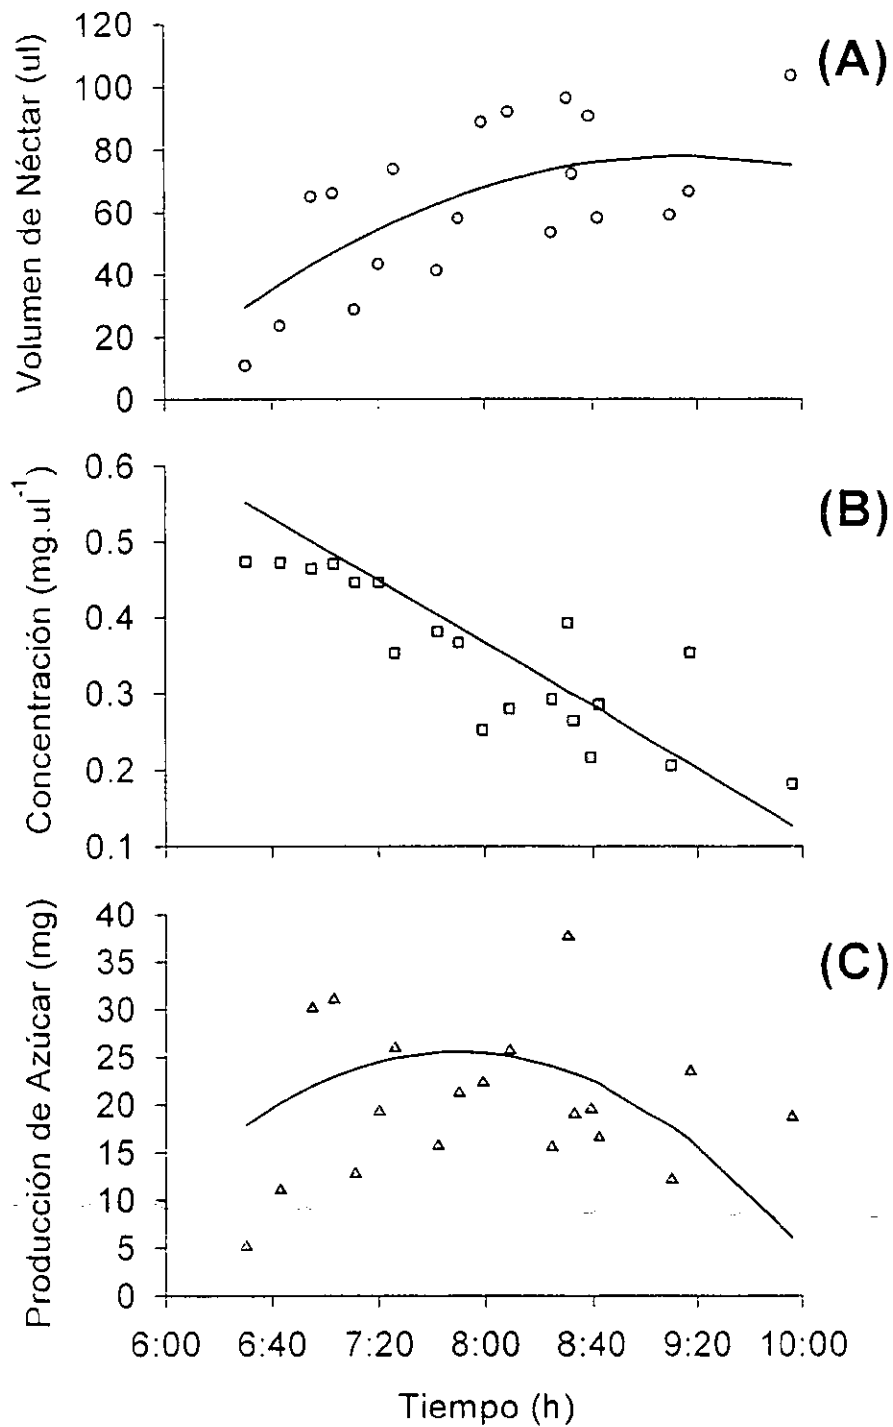 (A)
Volumen de Néctar (ul)
120
100
80
60
40
20
0
(B)
Concentración (mg.ul-1)
0.6
0.5
0.4
0.3
0.2
0.1
(C)
Producción de Azúcar (mg)
40
35
30
25
20
15
10
5
0
6:00 6:40 7:20 8:00 8:40 9:20 10:00
Tiempo (h)